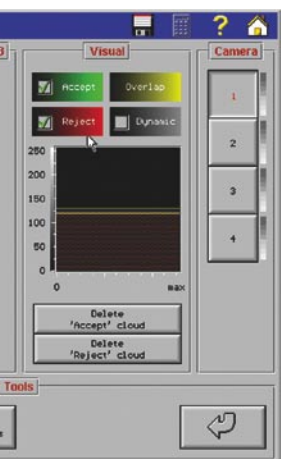 ?
3
Visual
Camera
Accept
Overlap
Reject
Dynamic
250
200
150
100
50
0
0
max
1
2
3
4
Delete
'Accept' cloud
Delete
'Reject' cloud
Tools